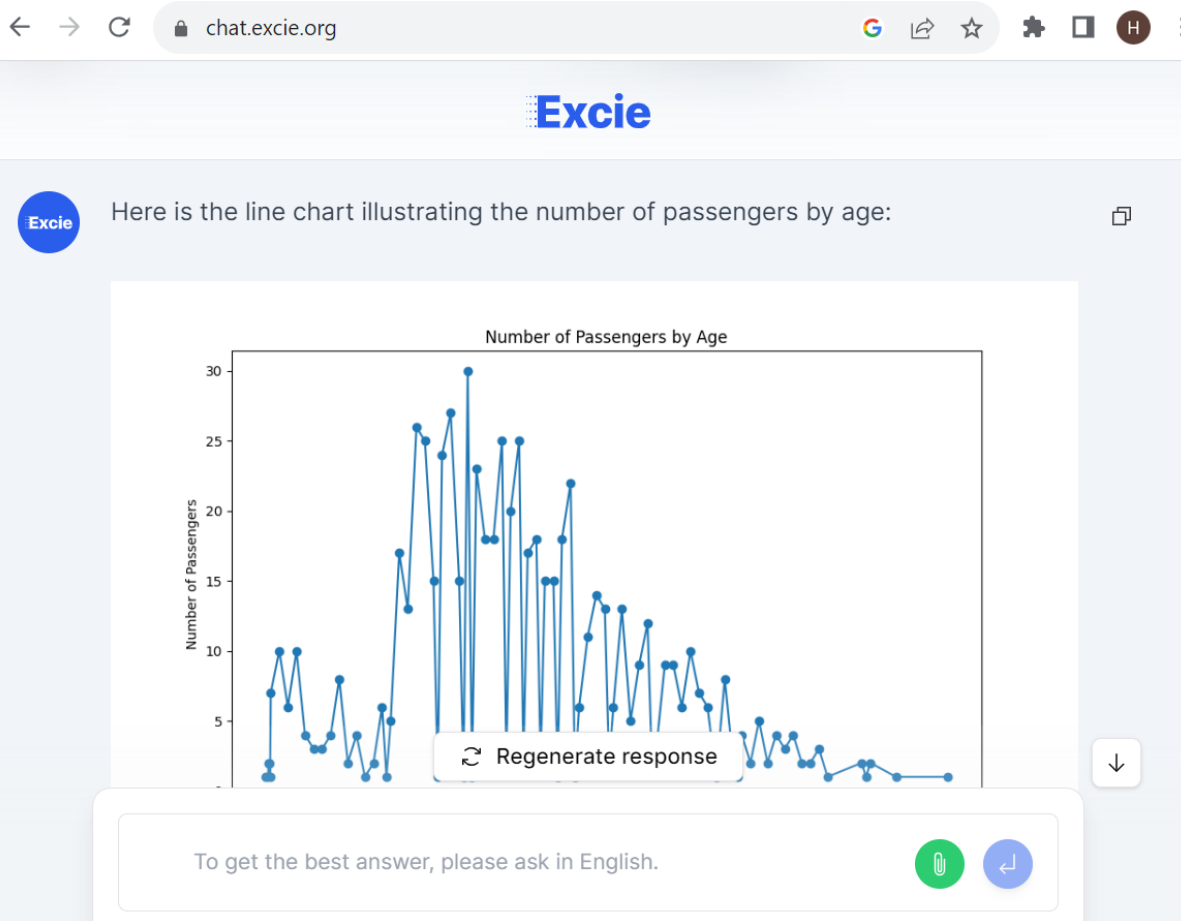 chat.excie.org
G
H
Excie
Excie
Here is the line chart illustrating the number of passengers by age:
Number of Passengers by Age
30
25
20
15
10
5
Number of Passengers
Regenerate response
To get the best answer, please ask in English.